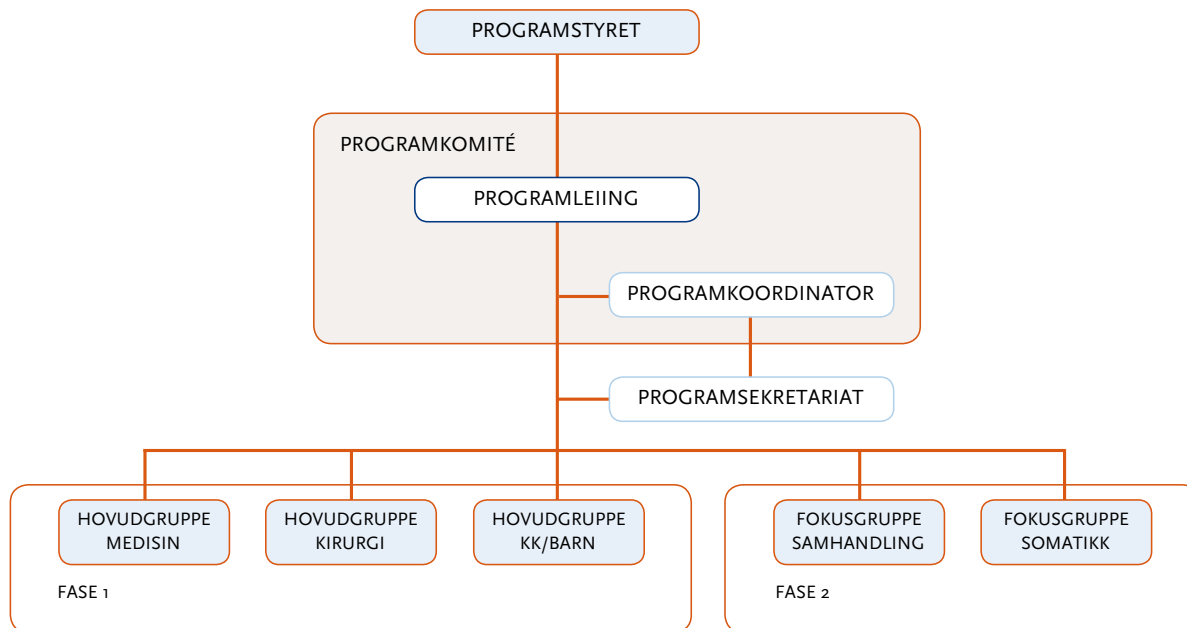 PROGRAMSTYRET
PROGRAMKOMITÉ
PROGRAMLEIING
PROGRAMKOORDINATOR
PROGRAMSEKRETARIAT
HOVUDGRUPPE
MEDISIN
HOVUDGRUPPE
KIRURGI
HOVUDGRUPPE
KK/BARN
FASE 1
FOKUSGRUPPE
SAMHANDLING
FOKUSGRUPPE
SOMATIKK
FASE 2